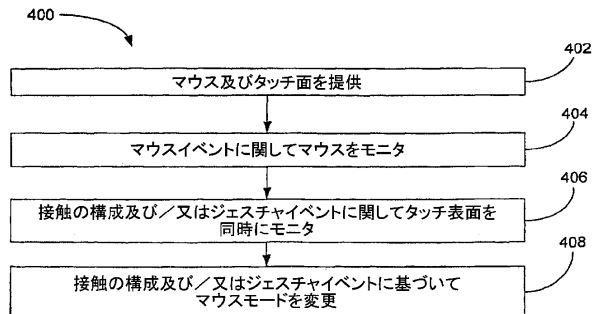 400
402
マウス及びタッチ面を提供
404
マウスイベントに関してマウスをモニタ
406
接触の構成及び/又はジェスチャイベントに関してタッチ表面を
同時にモニタ
408
接触の構成及び/又はジェスチャイベントに基づいて
マウスモードを変更